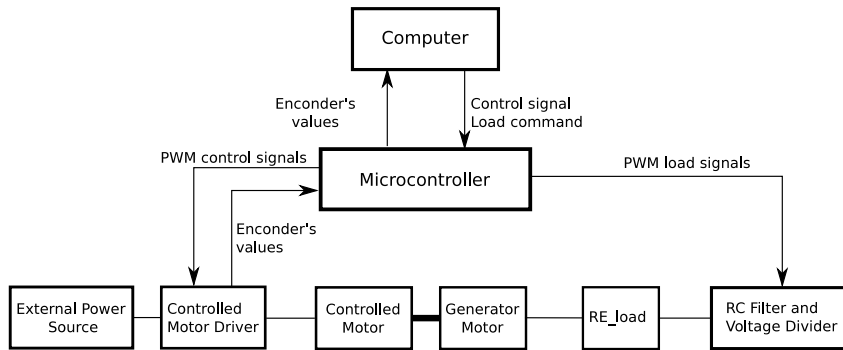 Computer
Enconder's
values
Control signal
Load command
PWM control signals
Microcontroller
PWM load signals
Enconder's
values
External Power
Source
Controlled
Motor Driver
Controlled
Motor
Generator
Motor
RE_load
RC Filter and
Voltage Divider